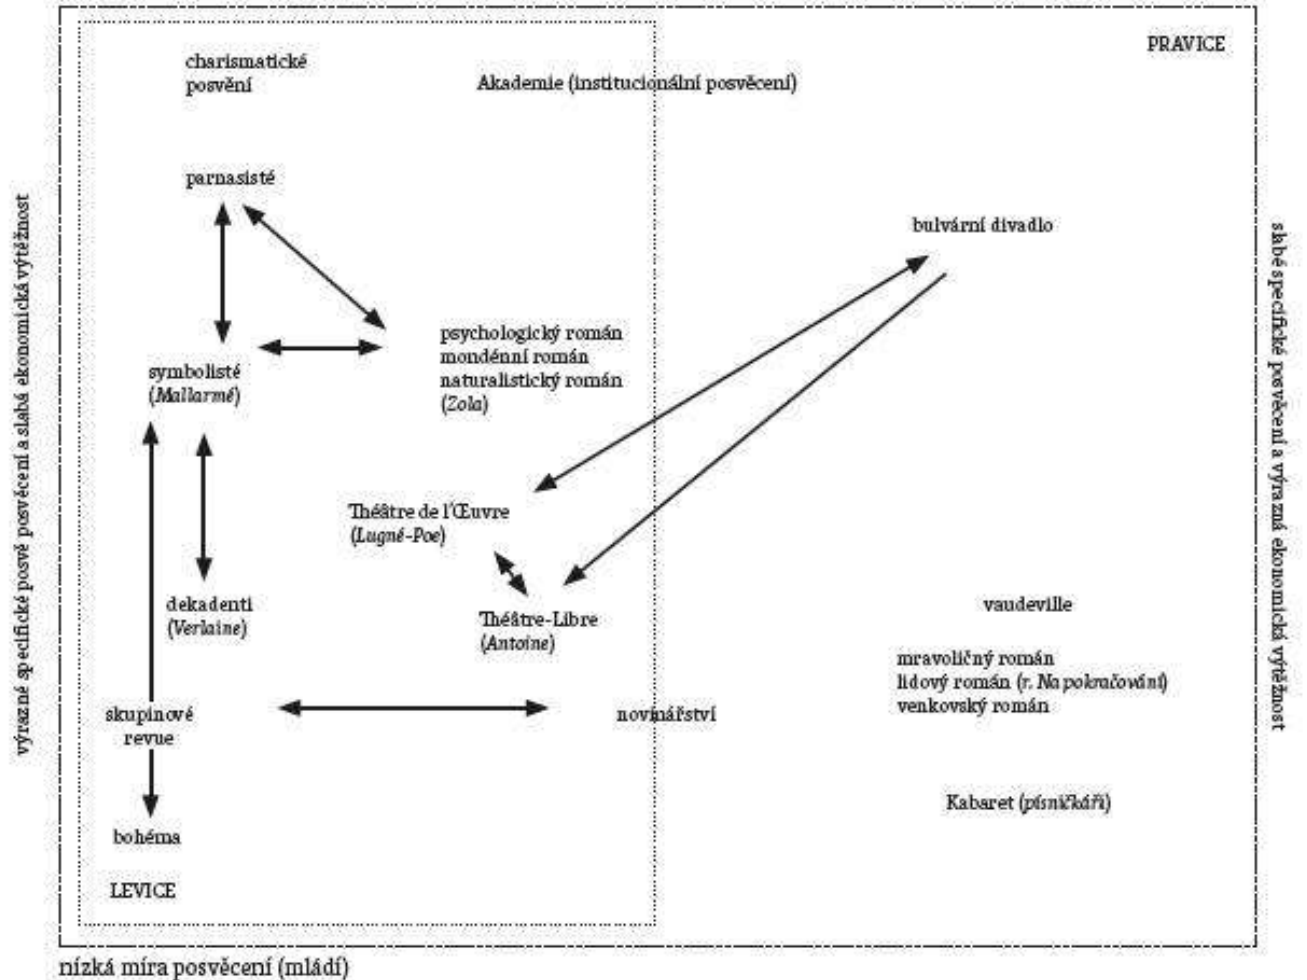 PRAVICE
charismatické
posvění
Akademie (institucionální posvěcení)
parnasisté
bulvární divadlo
psychologický román
mondénní román
naturalistický román
(Zola)
symbolisté
(Mallarmé)
Théâtre de l'Œuvre
(Lugné-Poe)
dekadenti
(Verlaine)
Théâtre-Libre
(Antoine)
vaudeville
mravoličný román
lidový román (r. Na pokračování)
venkovský román
skupinové
revue
novinářství
Kabaret (písničkáři)
bohéma
LEVICE
výrazné specifické posvě posvěcení a slabá ekonomická výtěžnost
slabé specifické posvěcení a výrazná ekonomická výtěžnost
nízká míra posvěcení (mládí)